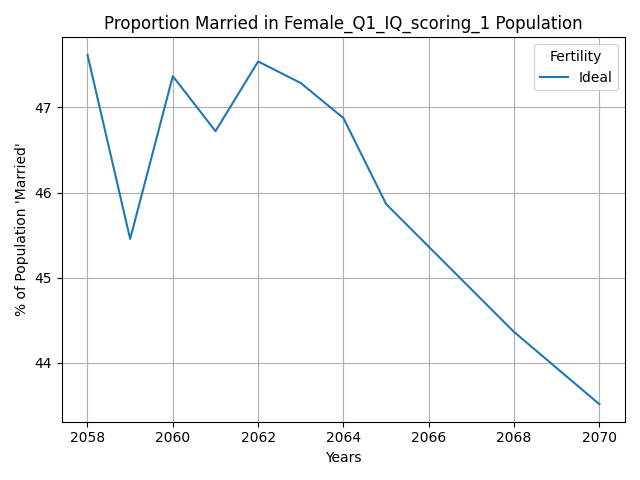 Proportion Married in Female_Q1_IQ_scoring_1 Population
Fertility
Ideal
% of Population 'Married'
47
46
45
44
2058 2060 2062 2064 2066 2068 2070
Years